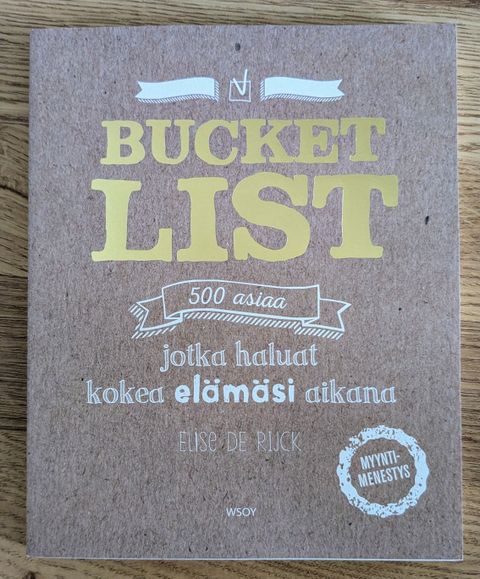 BUCKET
LIST
500 asiaa
jotka haluat
kokea elämäsi aikana
ELISE DE RIJCK
MYYNTI-
MENESTYS
WSOY